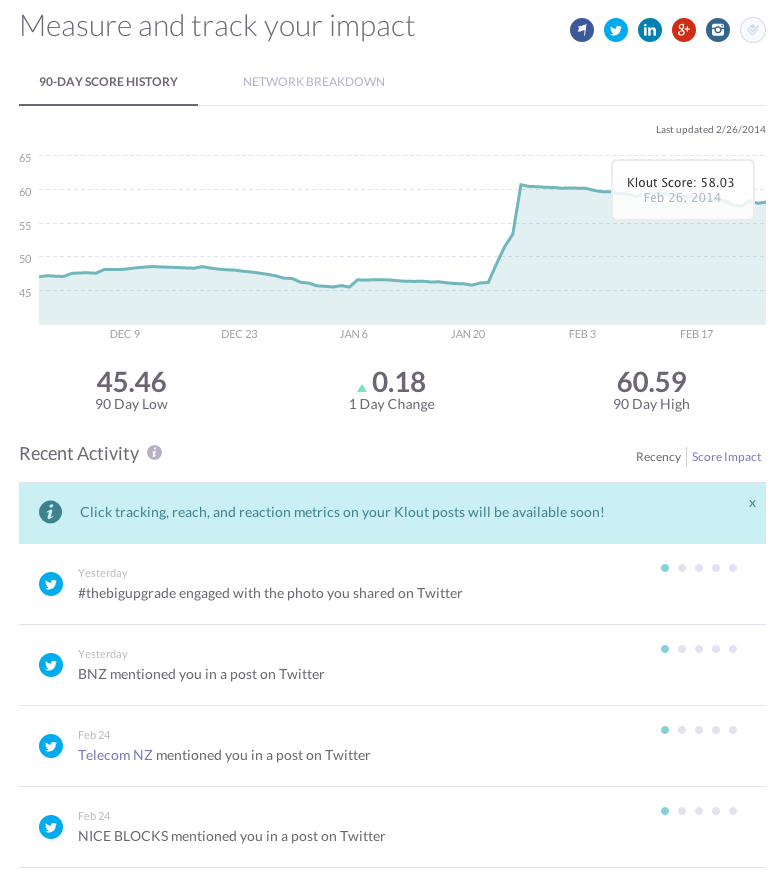 Measure and track your impact
90-DAY SCORE HISTORY
NETWORK BREAKDOWN
Last updated 2/26/2014
65
60
55
50
45
Klout Score: 58.03
Feb 26, 2014
DEC 9
DEC 23
JAN 6
JAN 20
FEB 3
FEB 17
45.46
90 Day Low
0.18
1 Day Change
60.59
90 Day High
Recent Activity
Recency
Score Impact
Click tracking, reach, and reaction metrics on your Klout posts will be available soon!
x
Yesterday
#thebigupgrade engaged with the photo you shared on Twitter
Yesterday
BNZ mentioned you in a post on Twitter
Feb 24
Telecom NZ mentioned you in a post on Twitter
Feb 24
NICE BLOCKS mentioned you in a post on Twitter